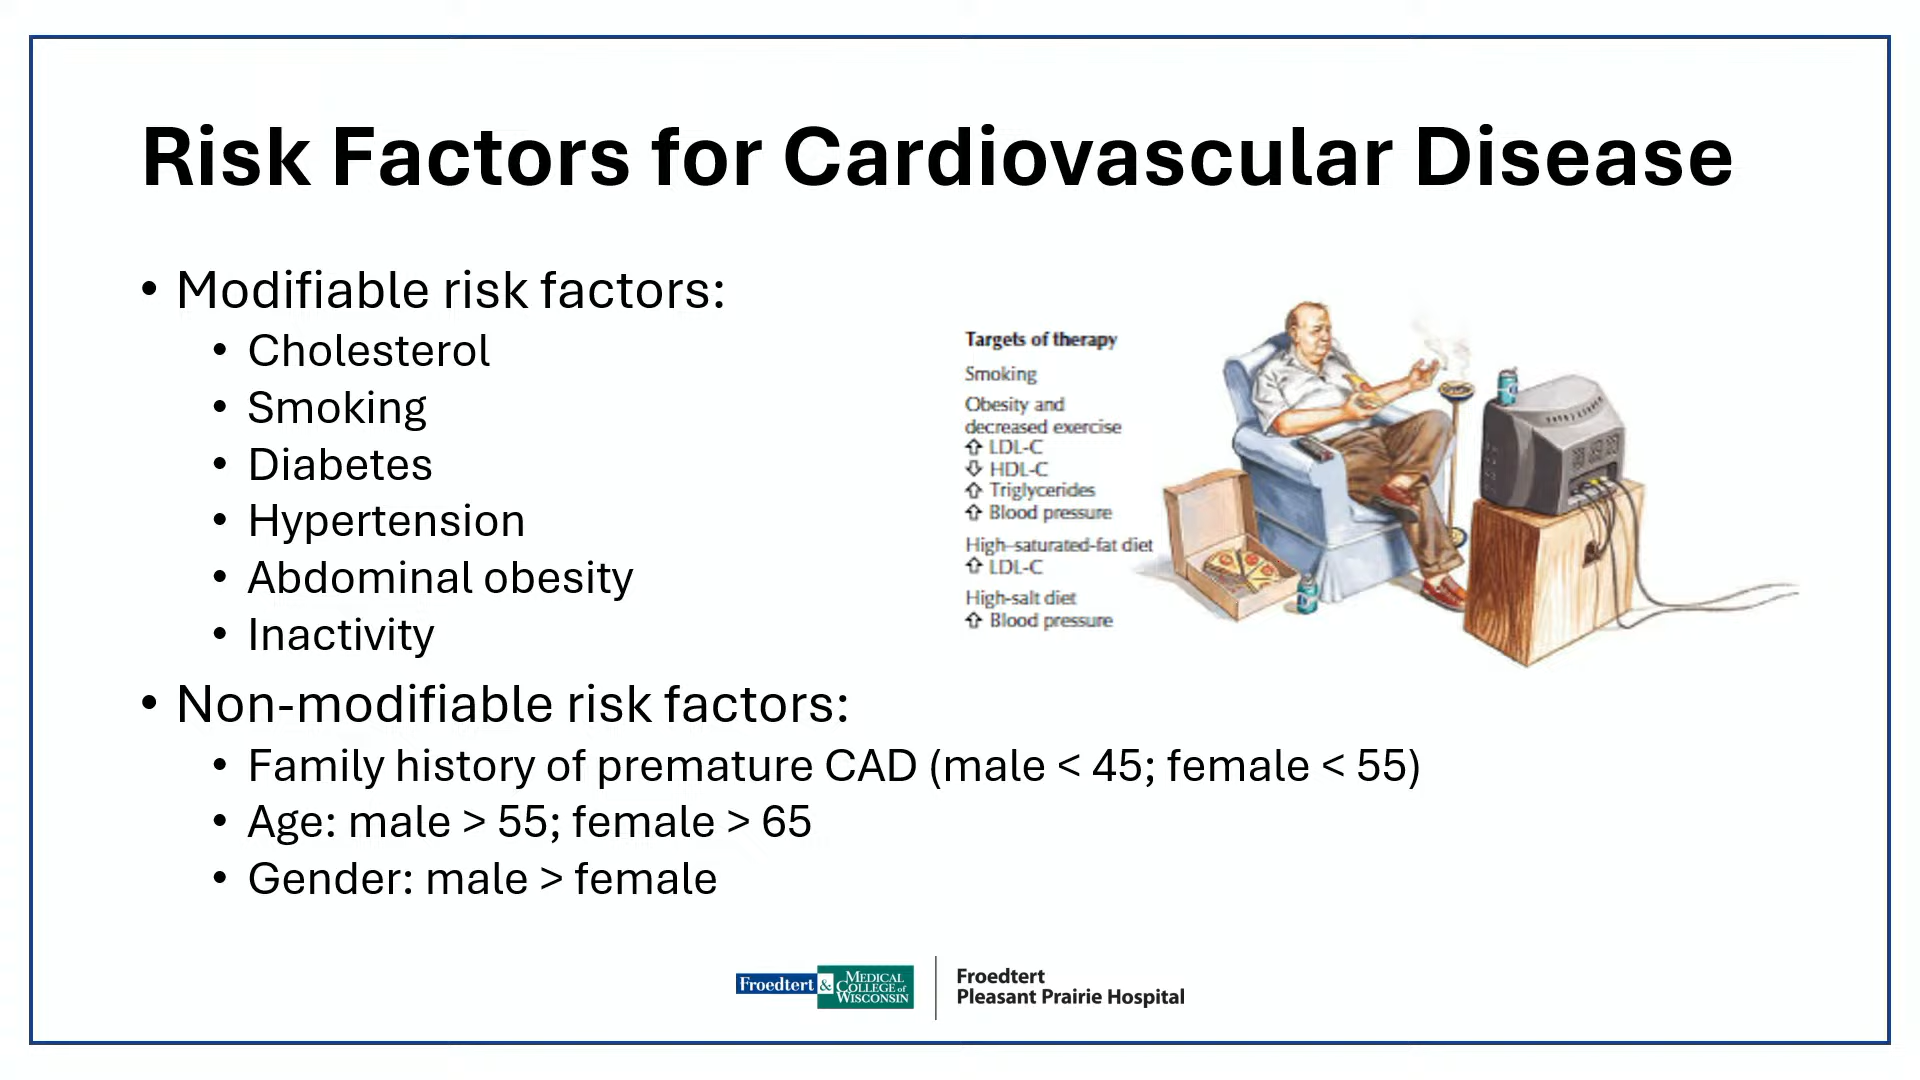 Risk Factors for Cardiovascular Disease
• Modifiable risk factors:
• Cholesterol
• Smoking
• Diabetes
• Hypertension
• Abdominal obesity
• Inactivity
• Non-modifiable risk factors:
• Family history of premature CAD (male < 45; female < 55)
• Age: male > 55; female > 65
• Gender: male > female
Targets of therapy
Smoking
Obesity and
decreased exercise
⇧ LDL-C
⇩ HDL-C
⇧ Triglycerides
⇧ Blood pressure
High-saturated-fat diet
⇧ LDL-C
High-salt diet
⇧ Blood pressure
Froedtert & MEDICAL
COLLEGE of
WISCONSIN
Froedtert
Pleasant Prairie Hospital